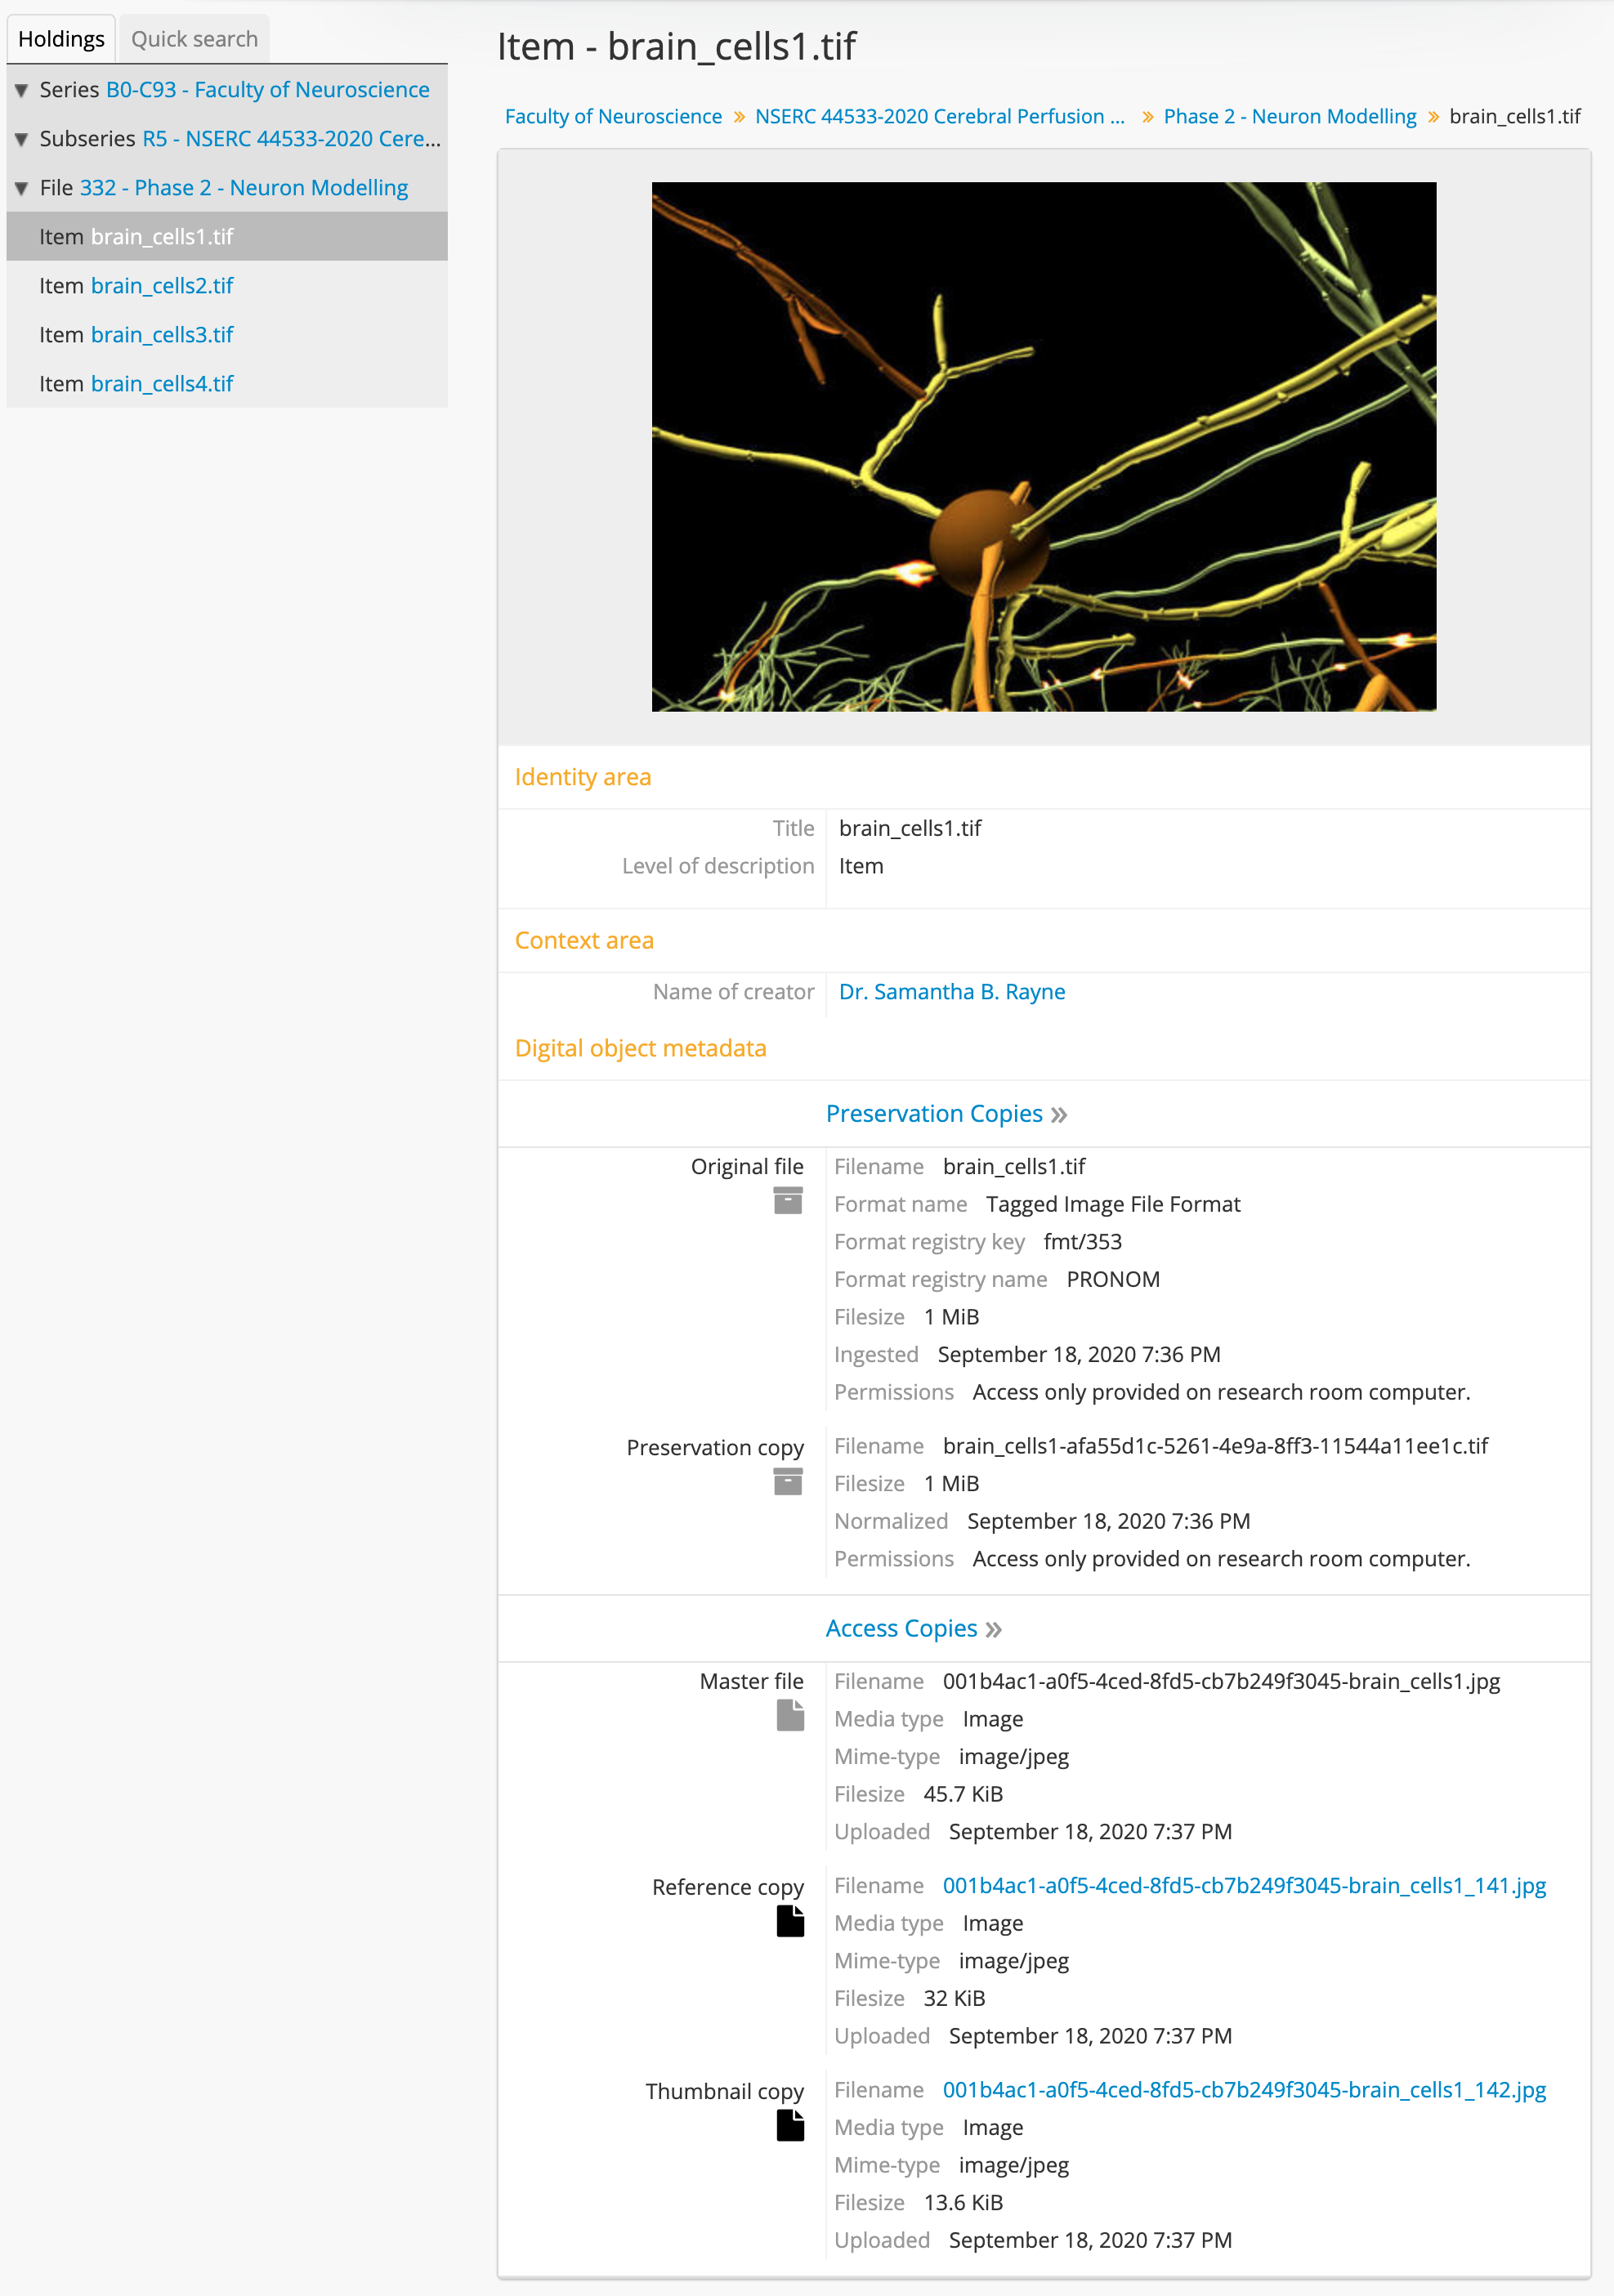 Holdings
Quick search
▼ Series B0-C93 - Faculty of Neuroscience
▼ Subseries R5 - NSERC 44533-2020 Cere...
▼ File 332 - Phase 2 - Neuron Modelling
Item brain_cells1.tif
Item brain_cells2.tif
Item brain_cells3.tif
Item brain_cells4.tif
Item - brain_cells1.tif
Faculty of Neuroscience » NSERC 44533-2020 Cerebral Perfusion ... » Phase 2 - Neuron Modelling » brain_cells1.tif
Identity area
Title brain_cells1.tif
Level of description Item
Context area
Name of creator Dr. Samantha B. Rayne
Digital object metadata
Preservation Copies »
Original file
Filename brain_cells1.tif
Format name Tagged Image File Format
Format registry key fmt/353
Format registry name PRONOM
Filesize 1 MiB
Ingested September 18, 2020 7:36 PM
Permissions Access only provided on research room computer.
Preservation copy
Filename brain_cells1-afa55d1c-5261-4e9a-8ff3-11544a11ee1c.tif
Filesize 1 MiB
Normalized September 18, 2020 7:36 PM
Permissions Access only provided on research room computer.
Access Copies »
Master file
Filename 001b4ac1-a0f5-4ced-8fd5-cb7b249f3045-brain_cells1.jpg
Media type Image
Mime-type image/jpeg
Filesize 45.7 KiB
Uploaded September 18, 2020 7:37 PM
Reference copy
Filename 001b4ac1-a0f5-4ced-8fd5-cb7b249f3045-brain_cells1_141.jpg
Media type Image
Mime-type image/jpeg
Filesize 32 KiB
Uploaded September 18, 2020 7:37 PM
Thumbnail copy
Filename 001b4ac1-a0f5-4ced-8fd5-cb7b249f3045-brain_cells1_142.jpg
Media type Image
Mime-type image/jpeg
Filesize 13.6 KiB
Uploaded September 18, 2020 7:37 PM